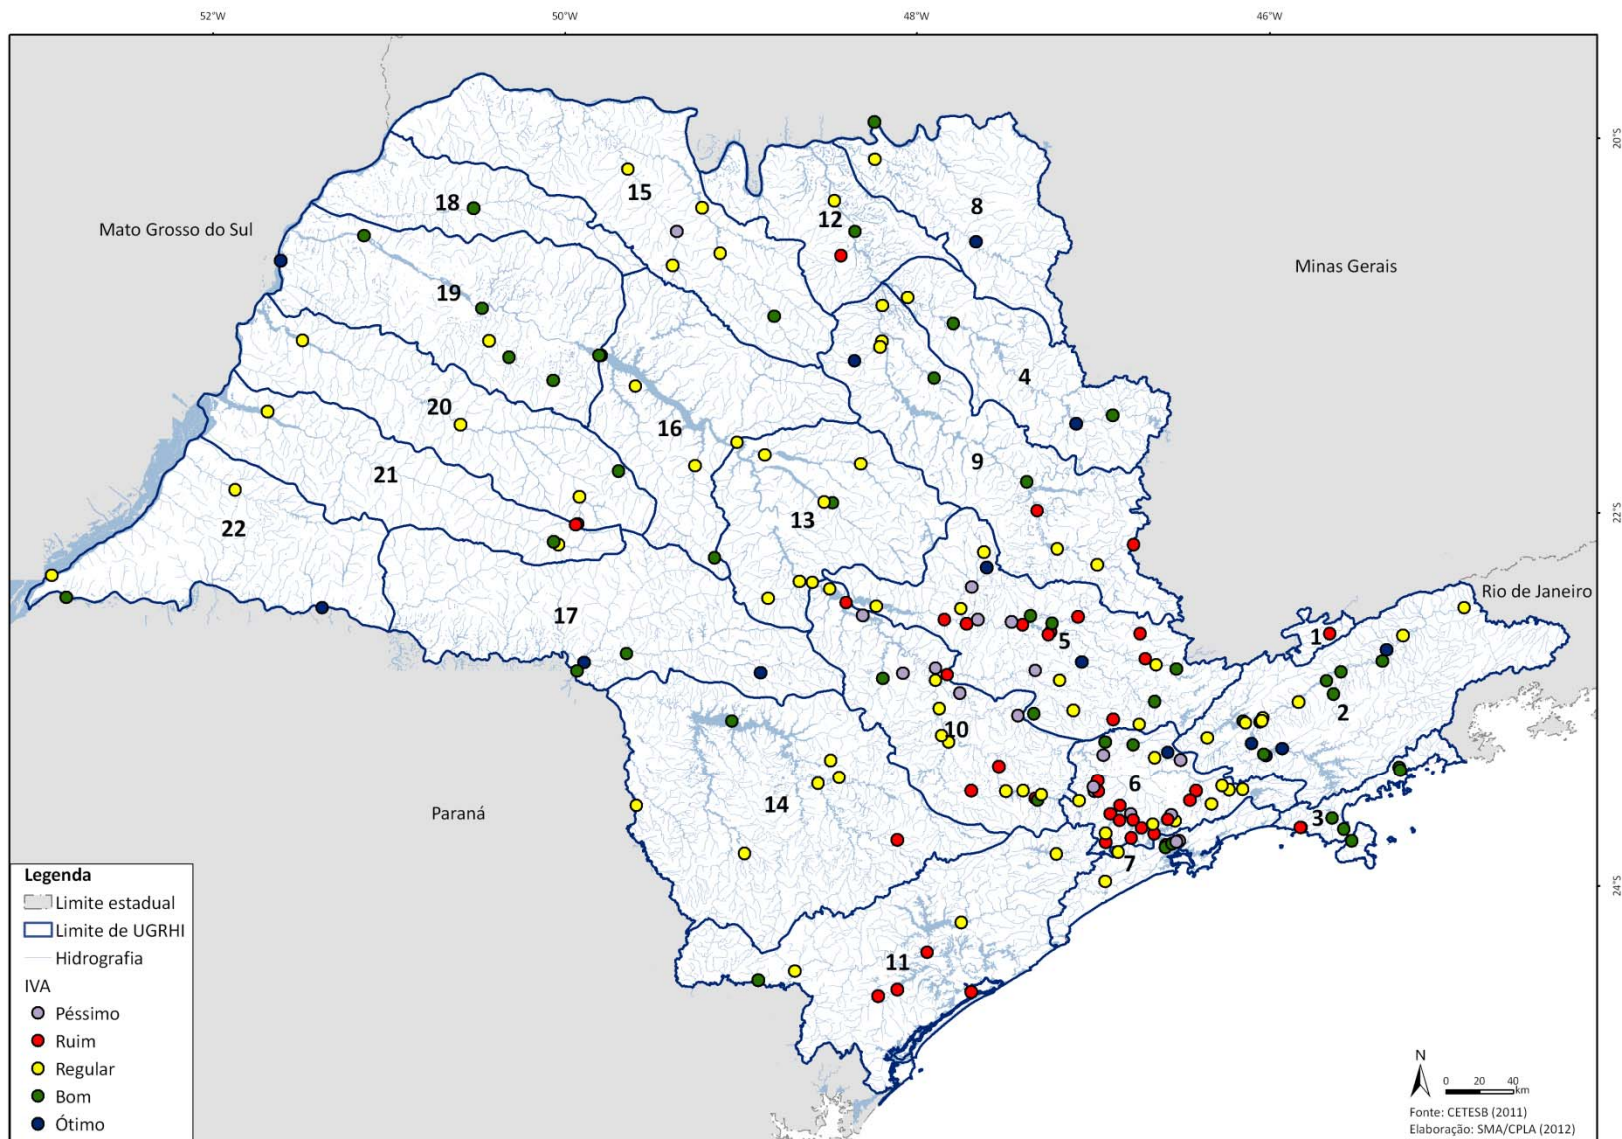 52°W
50°W
48°W
46°W
20°S
22°S
24°S
Mato Grosso do Sul
Minas Gerais
Rio de Janeiro
Paraná
15
18
12
8
19
4
20
16
9
21
13
22
17
5
1
2
10
6
14
3
7
11
Legenda
Limite estadual
Limite de UGRHI
Hidrografia
IVA
Péssimo
Ruim
Regular
Bom
Ótimo
N
0 20 40
km
Fonte: CETESB (2011)
Elaboração: SMA/CPLA (2012)